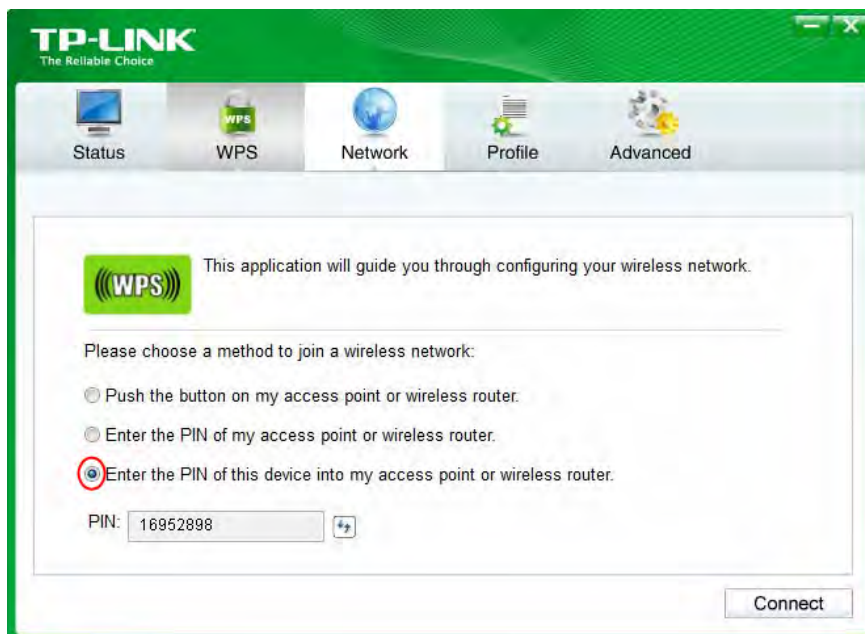 TP-LINK
The Reliable Choice
Status
WPS
WPS
Network
Profile
Advanced
(((WPS)))
This application will guide you through configuring your wireless network.
Please choose a method to join a wireless network:
Push the button on my access point or wireless router.
Enter the PIN of my access point or wireless router.
Enter the PIN of this device into my access point or wireless router.
PIN: 16952898
Connect